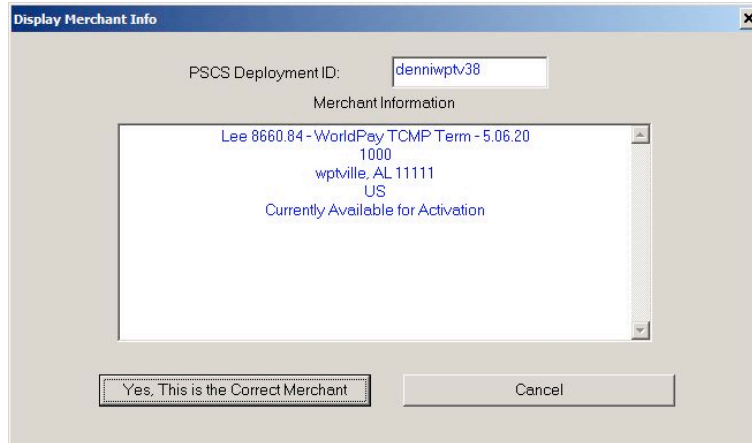 Display Merchant Info
PSCS Deployment ID: denniwptv38
Merchant Information
Lee 8660.84 - WorldPay TCMP Term - 5.06.20
1000
wptville, AL 11111
US
Currently Available for Activation
Yes, This is the Correct Merchant
Cancel